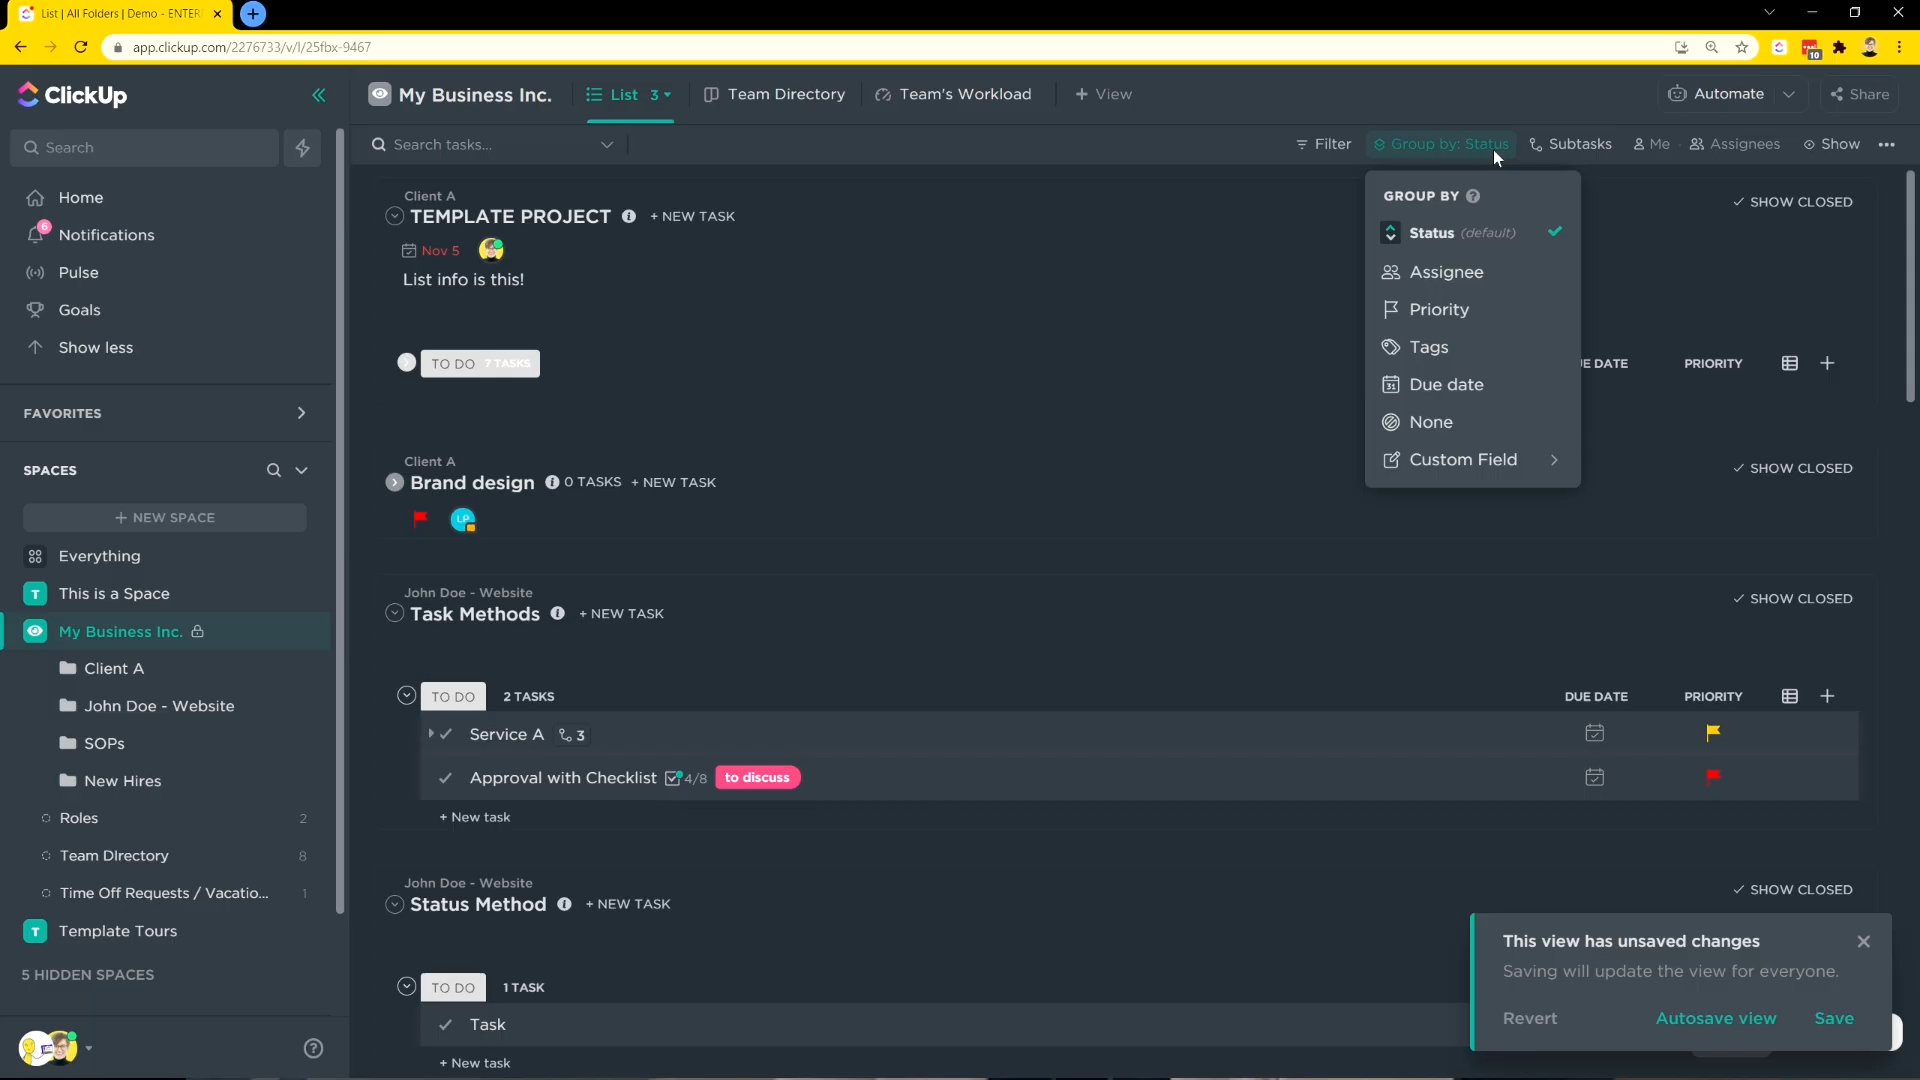 List | All Folders | Demo - ENTER
app.clickup.com/2276733/v/l/25fbx-9467
10
ClickUp
My Business Inc.
List 3
Team Directory
Team's Workload
+ View
Automate
Share
Search
Search tasks...
Filter
Group by: Status
Subtasks
Me
Assignees
Show
Home
6
Notifications
Pulse
Goals
Show less
FAVORITES
SPACES
+ NEW SPACE
Everything
T
This is a Space
My Business Inc.
Client A
John Doe - Website
SOPs
New Hires
Roles
2
Team DIrectory
8
Time Off Requests / Vacatio...
1
T
Template Tours
5 HIDDEN SPACES
Client A
TEMPLATE PROJECT
+ NEW TASK
SHOW CLOSED
Nov 5
List info is this!
TO DO 7 TASKS
UE DATE
PRIORITY
GROUP BY
Status (default)
Assignee
Priority
Tags
31
Due date
None
Custom Field
Client A
Brand design
0 TASKS
+ NEW TASK
SHOW CLOSED
LP
John Doe - Website
Task Methods
+ NEW TASK
SHOW CLOSED
TO DO
2 TASKS
DUE DATE
PRIORITY
Service A
3
Approval with Checklist
4/8
to discuss
+ New task
John Doe - Website
Status Method
+ NEW TASK
SHOW CLOSED
TO DO
1 TASK
Task
+ New task
This view has unsaved changes
Saving will update the view for everyone.
Revert
Autosave view
Save